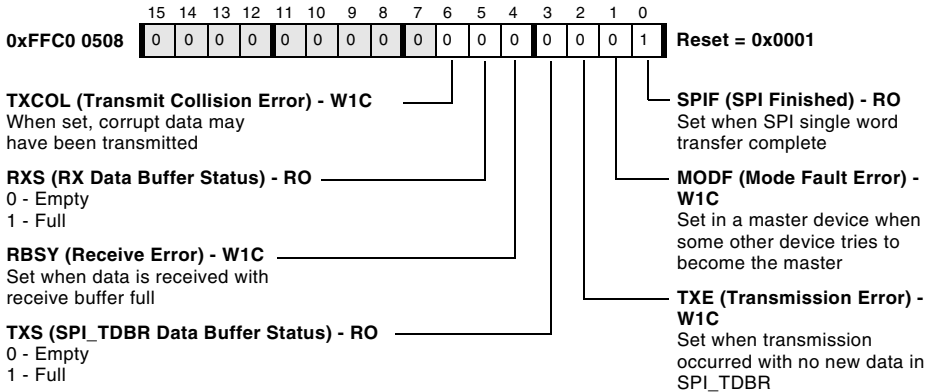 15 14 13 12 11 10 9 8 7 6 5 4 3 2 1 0
0xFFC0 0508 0 0 0 0 0 0 0 0 0 0 0 0 0 0 0 1 Reset = 0x0001
TXCOL (Transmit Collision Error) - W1C
When set, corrupt data may
have been transmitted
RXS (RX Data Buffer Status) - RO
0 - Empty
1 - Full
RBSY (Receive Error) - W1C
Set when data is received with
receive buffer full
TXS (SPI_TDBR Data Buffer Status) - RO
0 - Empty
1 - Full
SPIF (SPI Finished) - RO
Set when SPI single word
transfer complete
MODF (Mode Fault Error) -
W1C
Set in a master device when
some other device tries to
become the master
TXE (Transmission Error) -
W1C
Set when transmission
occurred with no new data in
SPI_TDBR